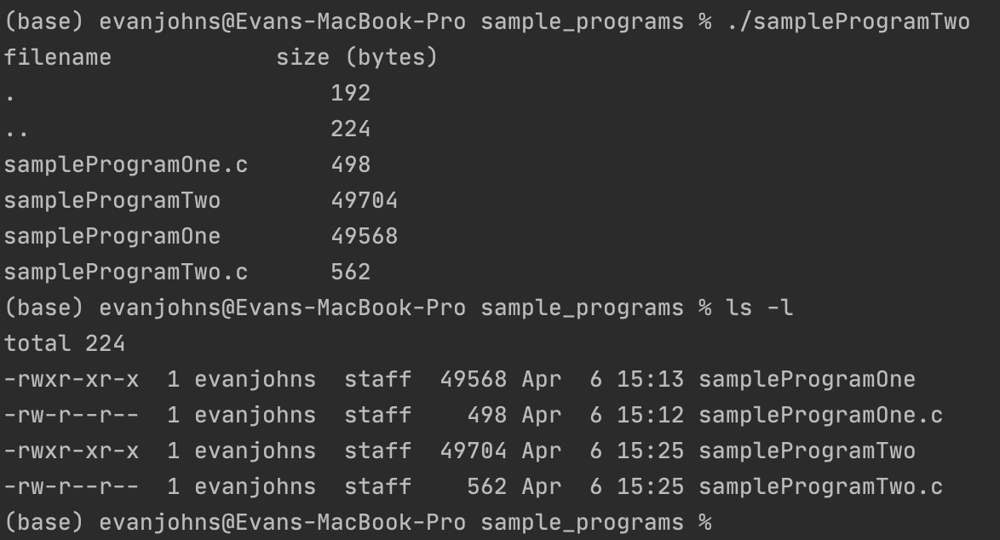 (base) evanjohns@Evans-MacBook-Pro sample_programs % ./sampleProgramTwo
filename            size (bytes)
.                       192
..                      224
sampleProgramOne.c      498
sampleProgramTwo        49704
sampleProgramOne        49568
sampleProgramTwo.c      562
(base) evanjohns@Evans-MacBook-Pro sample_programs % ls -l
total 224
-rwxr-xr-x  1 evanjohns  staff  49568 Apr  6 15:13 sampleProgramOne
-rw-r--r--  1 evanjohns  staff    498 Apr  6 15:12 sampleProgramOne.c
-rwxr-xr-x  1 evanjohns  staff  49704 Apr  6 15:25 sampleProgramTwo
-rw-r--r--  1 evanjohns  staff    562 Apr  6 15:25 sampleProgramTwo.c
(base) evanjohns@Evans-MacBook-Pro sample_programs %